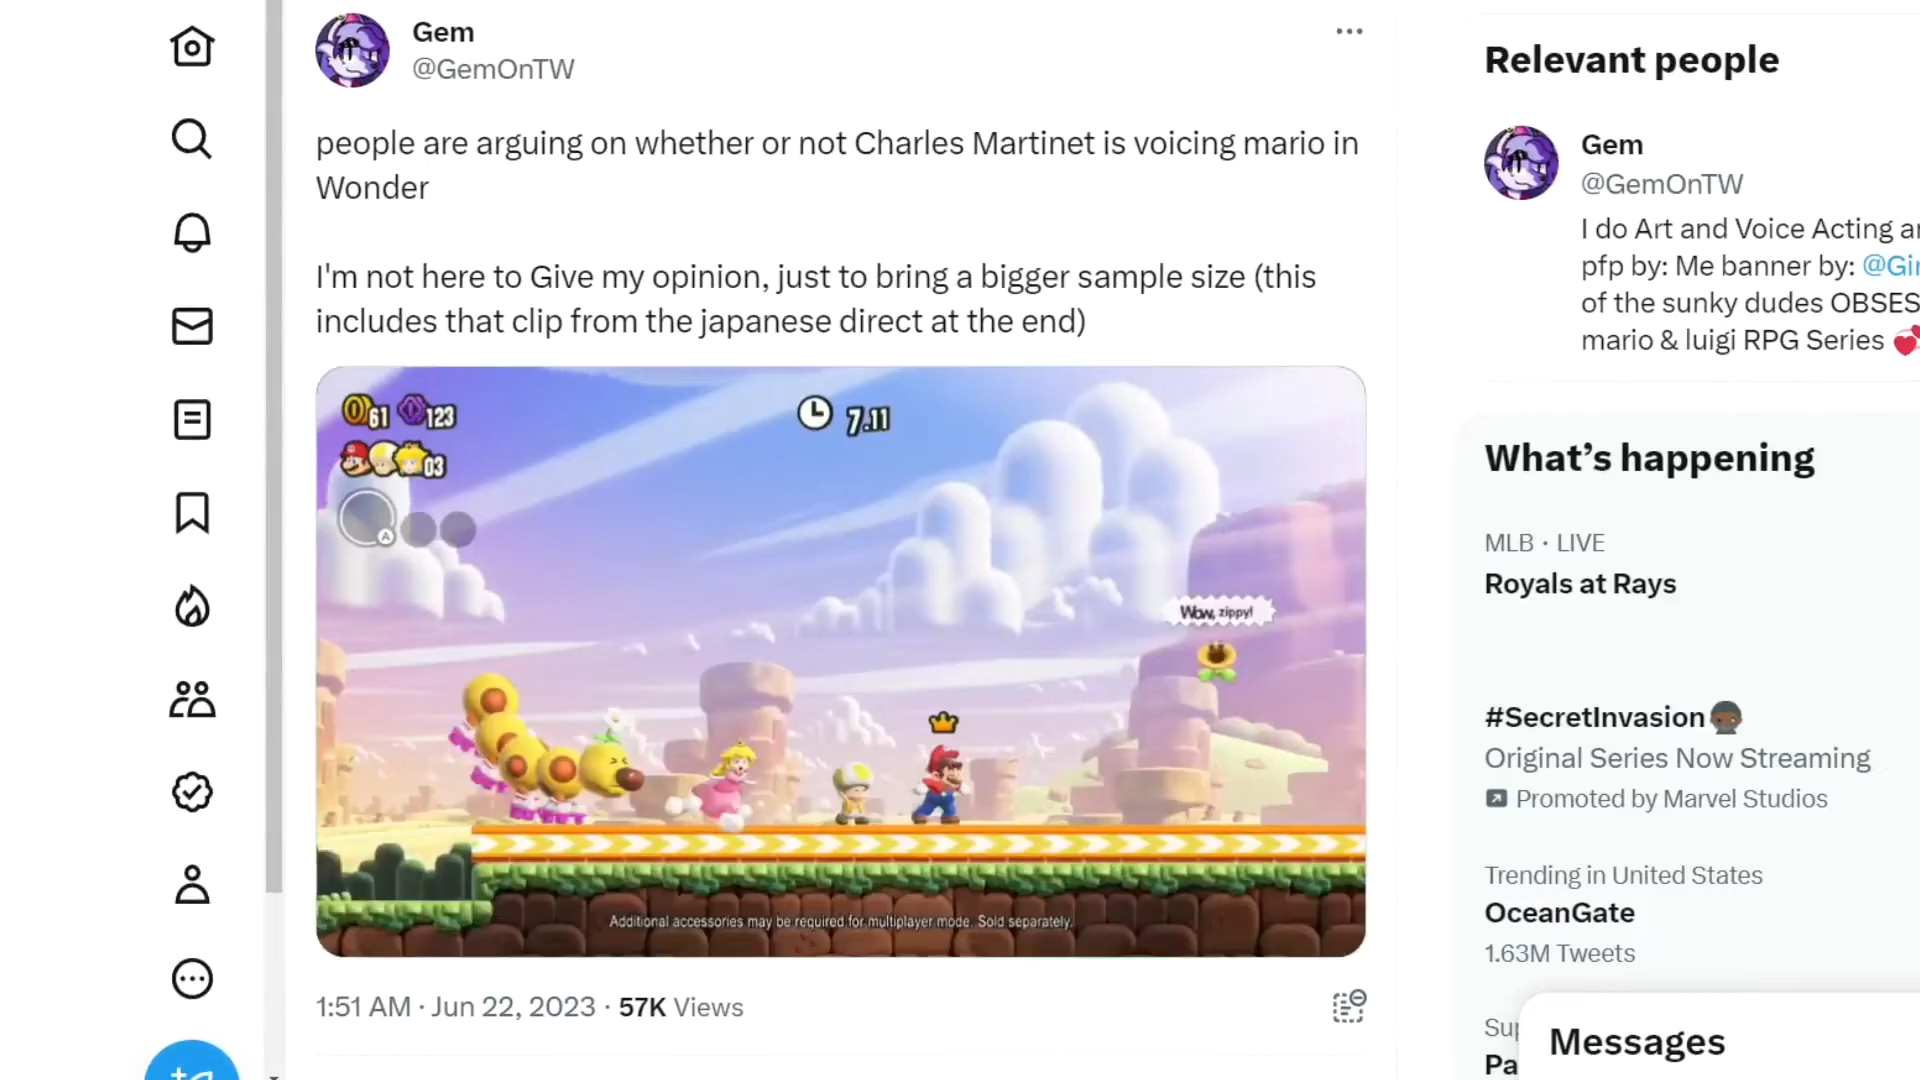 Gem
@GemOnTW
people are arguing on whether or not Charles Martinet is voicing mario in
Wonder
I'm not here to Give my opinion, just to bring a bigger sample size (this
includes that clip from the japanese direct at the end)
61 123
7.11
03
A
Wow, zippy!
Additional accessories may be required for multiplayer mode. Sold separately.
1:51 AM · Jun 22, 2023 · 57K Views
Relevant people
Gem
@GemOnTW
I do Art and Voice Acting
pfp by: Me banner by:
of the sunky dudes
mario & luigi RPG Series
What’s happening
MLB · LIVE
Royals at Rays
#SecretInvasion
Original Series Now Streaming
Promoted by Marvel Studios
Trending in United States
OceanGate
1.63M Tweets
Messages